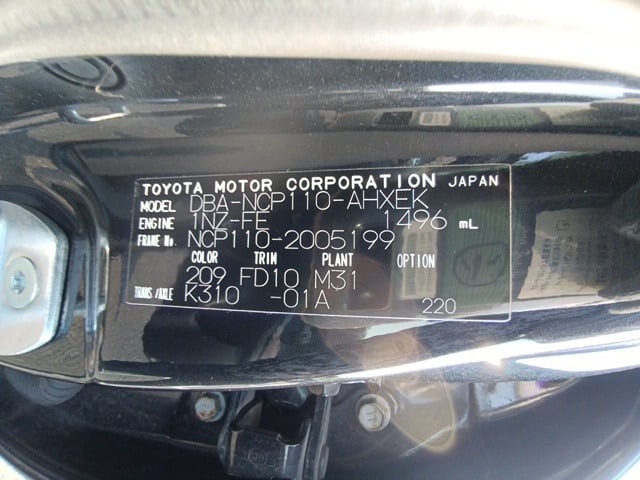 TOYOTA MOTOR CORPORATION JAPAN
MODEL DBA-NCP110-AHXEK
ENGINE 1NZ-FE 1496 mL
FRAME No. NCP110-2005199
COLOR TRIM PLANT OPTION
209 FD10 M31
TRANS/AXLE K310 -01A
220